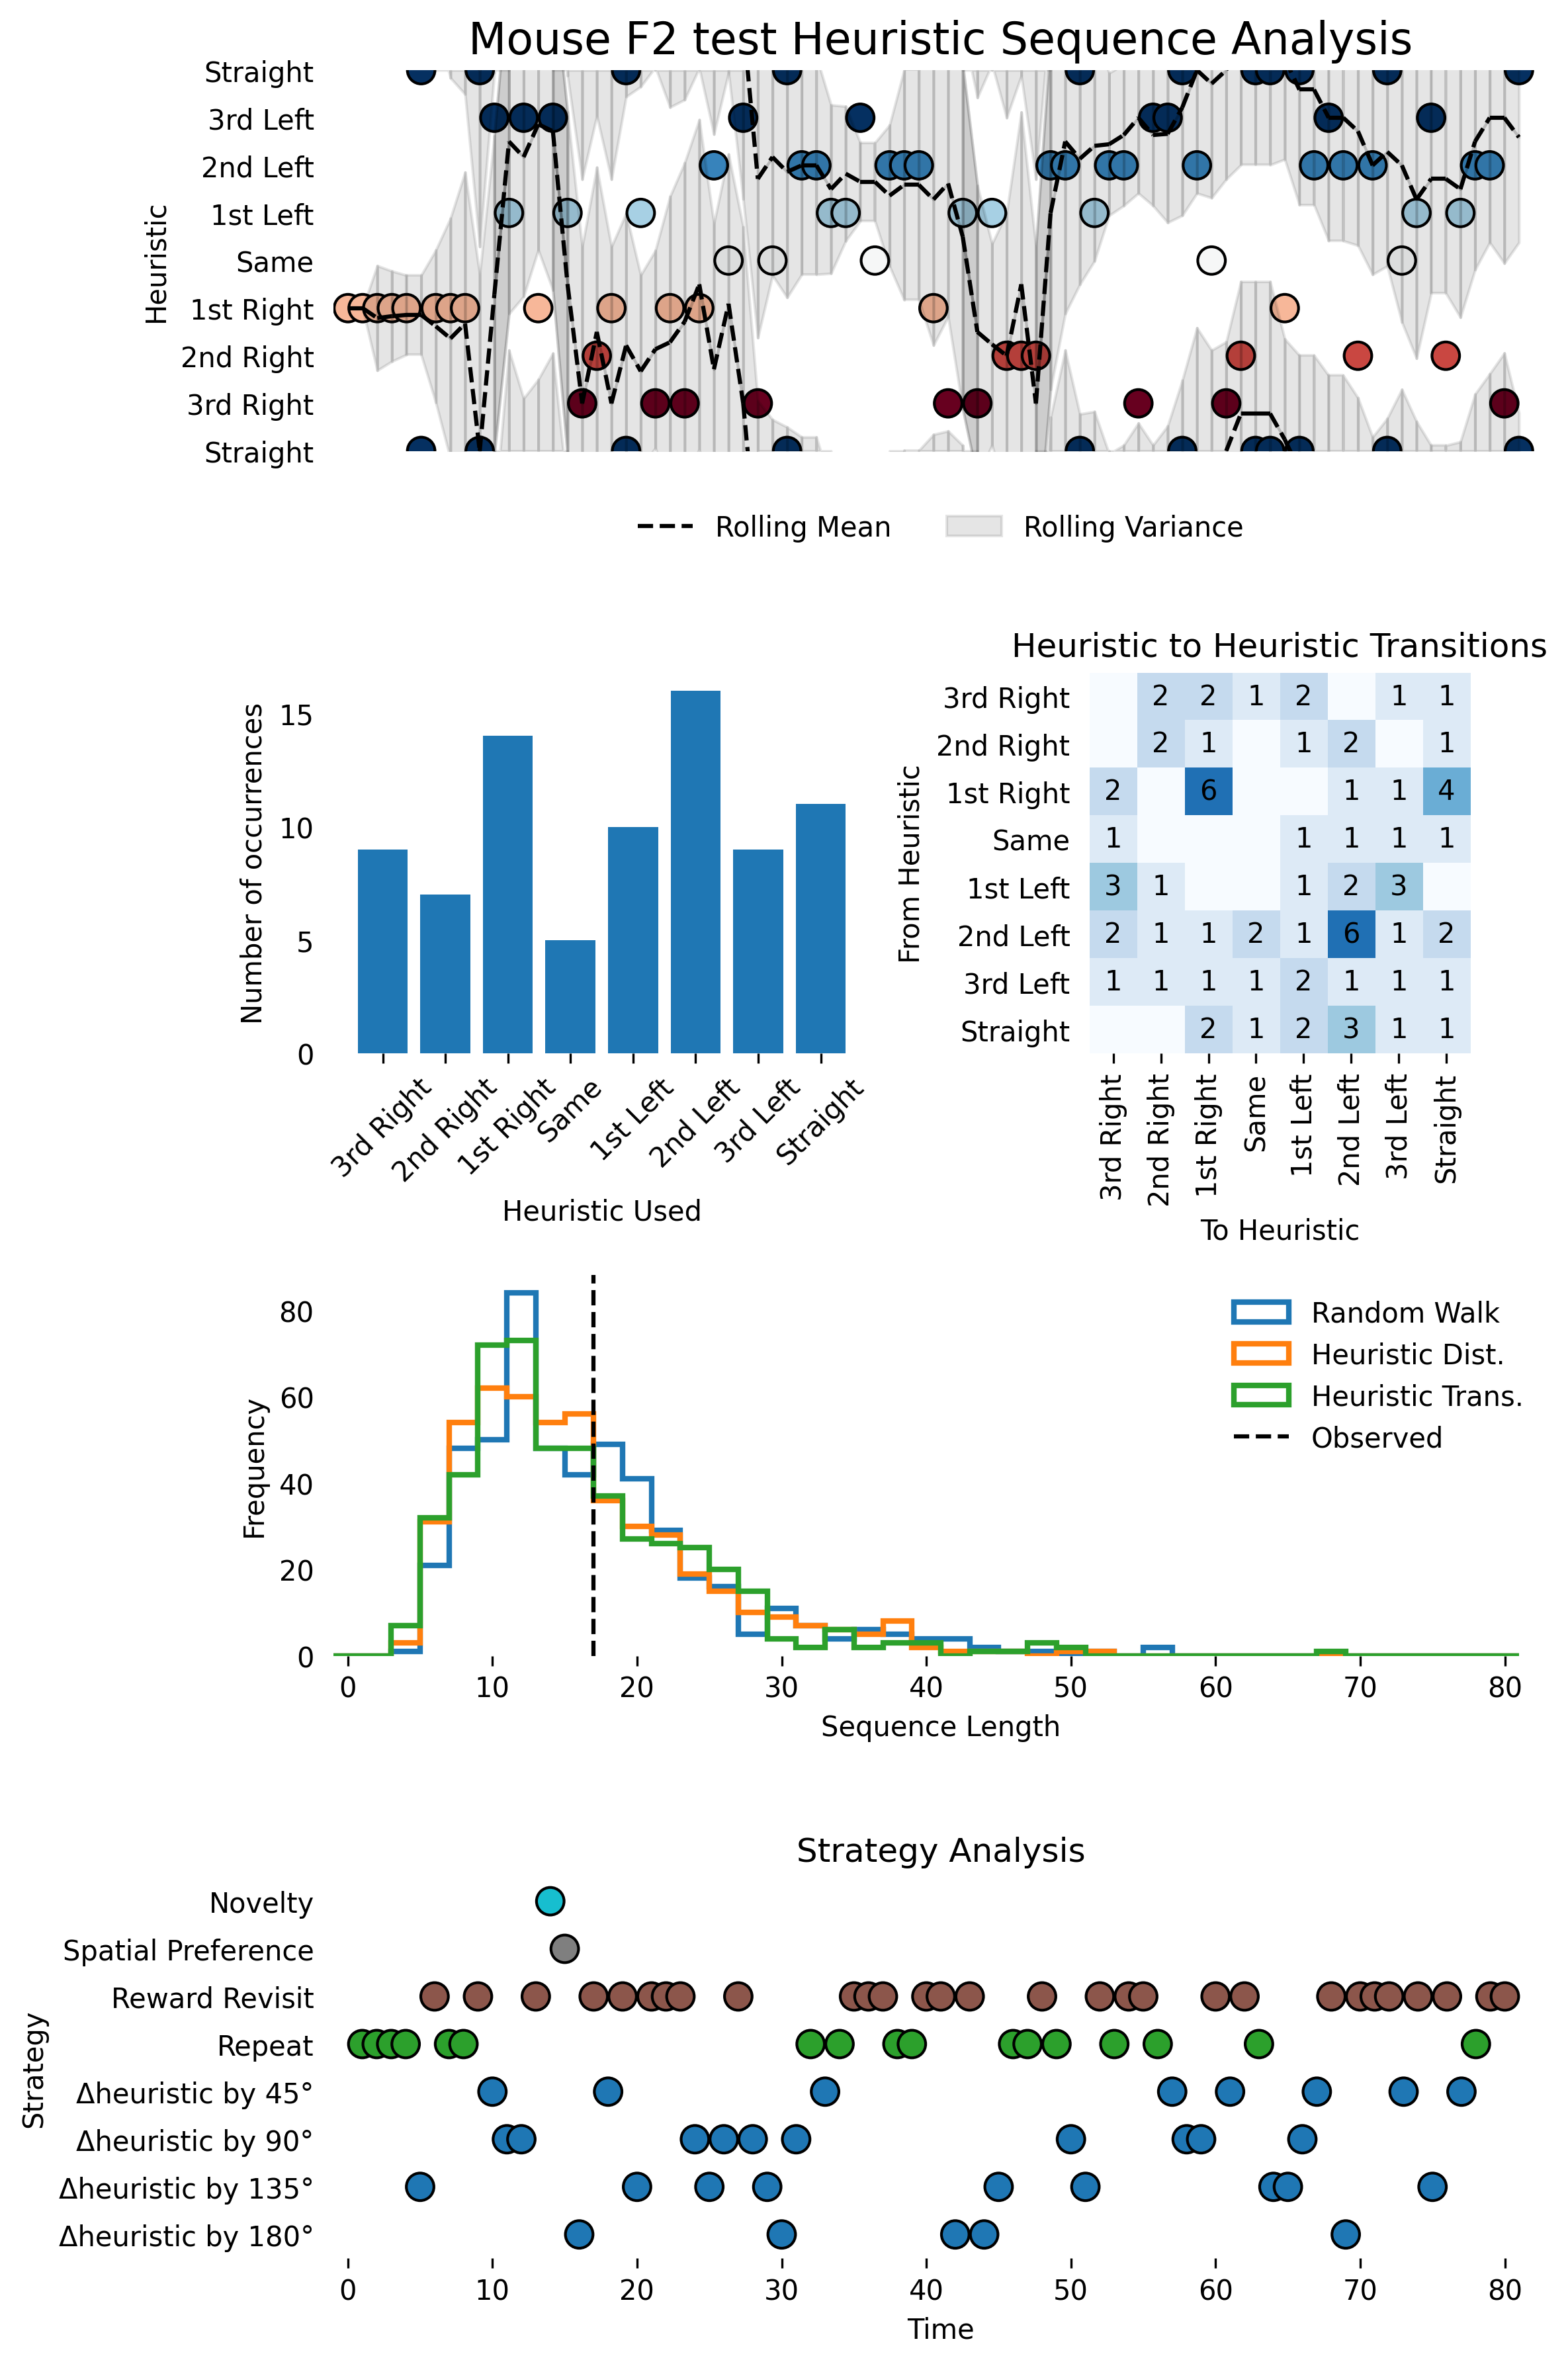 Mouse F2 test Heuristic Sequence Analysis
Heuristic
Straight
3rd Left
2nd Left
1st Left
Same
1st Right
2nd Right
3rd Right
Straight
Rolling Mean
Rolling Variance
Number of occurrences
15
10
5
0
3rd Right
2nd Right
1st Right
Same
1st Left
2nd Left
3rd Left
Straight
Heuristic Used
Heuristic to Heuristic Transitions
From Heuristic
3rd Right 2 2 1 2 1 1
2nd Right 2 1 1 2 1
1st Right 2 6 1 1 4
Same 1 1 1 1 1
1st Left 3 1 1 2 3
2nd Left 2 1 1 2 1 6 1 2
3rd Left 1 1 1 1 2 1 1 1
Straight 2 1 2 3 1 1
3rd Right
2nd Right
1st Right
Same
1st Left
2nd Left
3rd Left
Straight
To Heuristic
Frequency
80
60
40
20
0
Random Walk
Heuristic Dist.
Heuristic Trans.
Observed
0 10 20 30 40 50 60 70 80
Sequence Length
Strategy Analysis
Strategy
Novelty
Spatial Preference
Reward Revisit
Repeat
Δheuristic by 45°
Δheuristic by 90°
Δheuristic by 135°
Δheuristic by 180°
0 10 20 30 40 50 60 70 80
Time